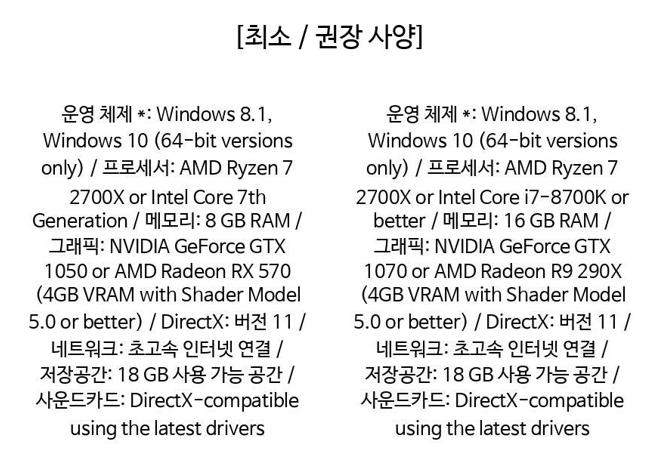 [최소 / 권장 사양]
운영 체제 *: Windows 8.1,
Windows 10 (64-bit versions
only) / 프로세서: AMD Ryzen 7
2700X or Intel Core 7th
Generation / 메모리: 8 GB RAM /
그래픽: NVIDIA GeForce GTX
1050 or AMD Radeon RX 570
(4GB VRAM with Shader Model
5.0 or better) / DirectX: 버전 11 /
네트워크: 초고속 인터넷 연결 /
저장공간: 18 GB 사용 가능 공간 /
사운드카드: DirectX-compatible
using the latest drivers
운영 체제 *: Windows 8.1,
Windows 10 (64-bit versions
only) / 프로세서: AMD Ryzen 7
2700X or Intel Core i7-8700K or
better / 메모리: 16 GB RAM /
그래픽: NVIDIA GeForce GTX
1070 or AMD Radeon R9 290X
(4GB VRAM with Shader Model
5.0 or better) / DirectX: 버전 11 /
네트워크: 초고속 인터넷 연결 /
저장공간: 18 GB 사용 가능 공간 /
사운드카드: DirectX-compatible
using the latest drivers